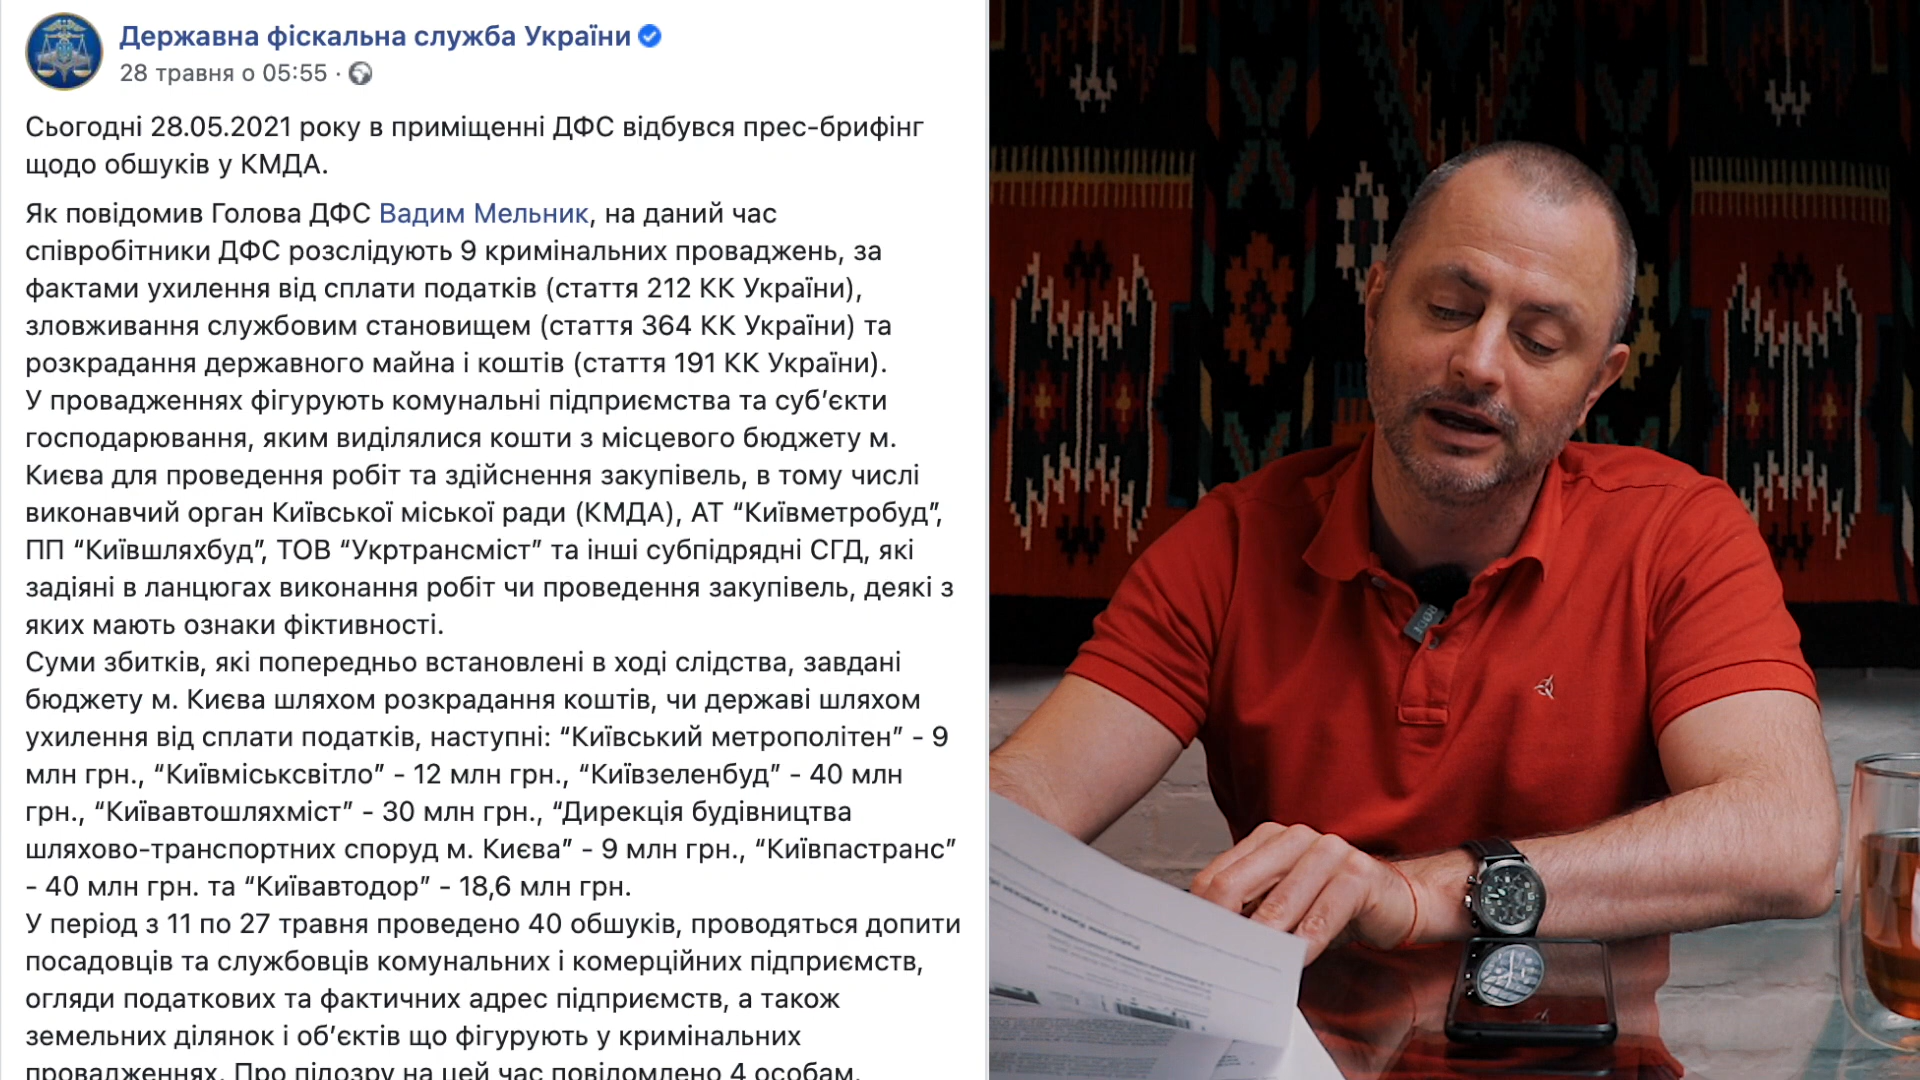 Державна фіскальна служба України
28 травня о 05:55 ·
Сьогодні 28.05.2021 року в приміщенні ДФС відбувся прес-брифінг
щодо обшуків у КМДА.
Як повідомив Голова ДФС Вадим Мельник, на даний час
співробітники ДФС розслідують 9 кримінальних проваджень, за
фактами ухилення від сплати податків (стаття 212 КК України),
зловживання службовим становищем (стаття 364 КК України) та
розкрадання державного майна і коштів (стаття 191 КК України).
У провадженнях фігурують комунальні підприємства та суб’єкти
господарювання, яким виділялися кошти з місцевого бюджету м.
Києва для проведення робіт та здійснення закупівель, в тому числі
виконавчий орган Київської міської ради (КМДА), АТ “Київметробуд”,
ПП “Київшляхбуд”, ТОВ “Укртрансміст” та інші субпідрядні СГД, які
задіяні в ланцюгах виконання робіт чи проведення закупівель, деякі з
яких мають ознаки фіктивності.
Суми збитків, які попередньо встановлені в ході слідства, завдані
бюджету м. Києва шляхом розкрадання коштів, чи державі шляхом
ухилення від сплати податків, наступні: “Київський метрополітен” - 9
млн грн., “Київміськсвітло” - 12 млн грн., “Київзеленбуд” - 40 млн
грн., “Київавтошляхміст” - 30 млн грн., “Дирекція будівництва
шляхово-транспортних споруд м. Києва” - 9 млн грн., “Київпастранс”
- 40 млн грн. та “Київавтодор” - 18,6 млн грн.
У період з 11 по 27 травня проведено 40 обшуків, проводяться допити
посадовців та службовців комунальних і комерційних підприємств,
огляди податкових та фактичних адрес підприємств, а також
земельних ділянок і об’єктів що фігурують у кримінальних
провадженнях. Про підозру на цей час повідомлено 4 особам.
RODE